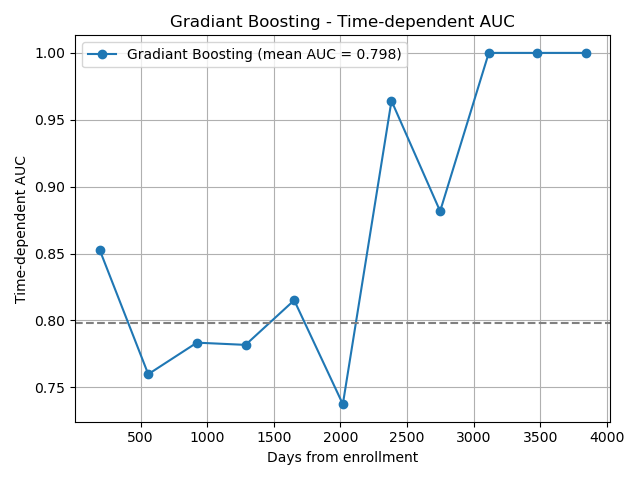 Gradiant Boosting - Time-dependent AUC
Gradiant Boosting (mean AUC = 0.798)
1.00
0.95
0.90
0.85
0.80
0.75
Time-dependent AUC
500 1000 1500 2000 2500 3000 3500 4000
Days from enrollment